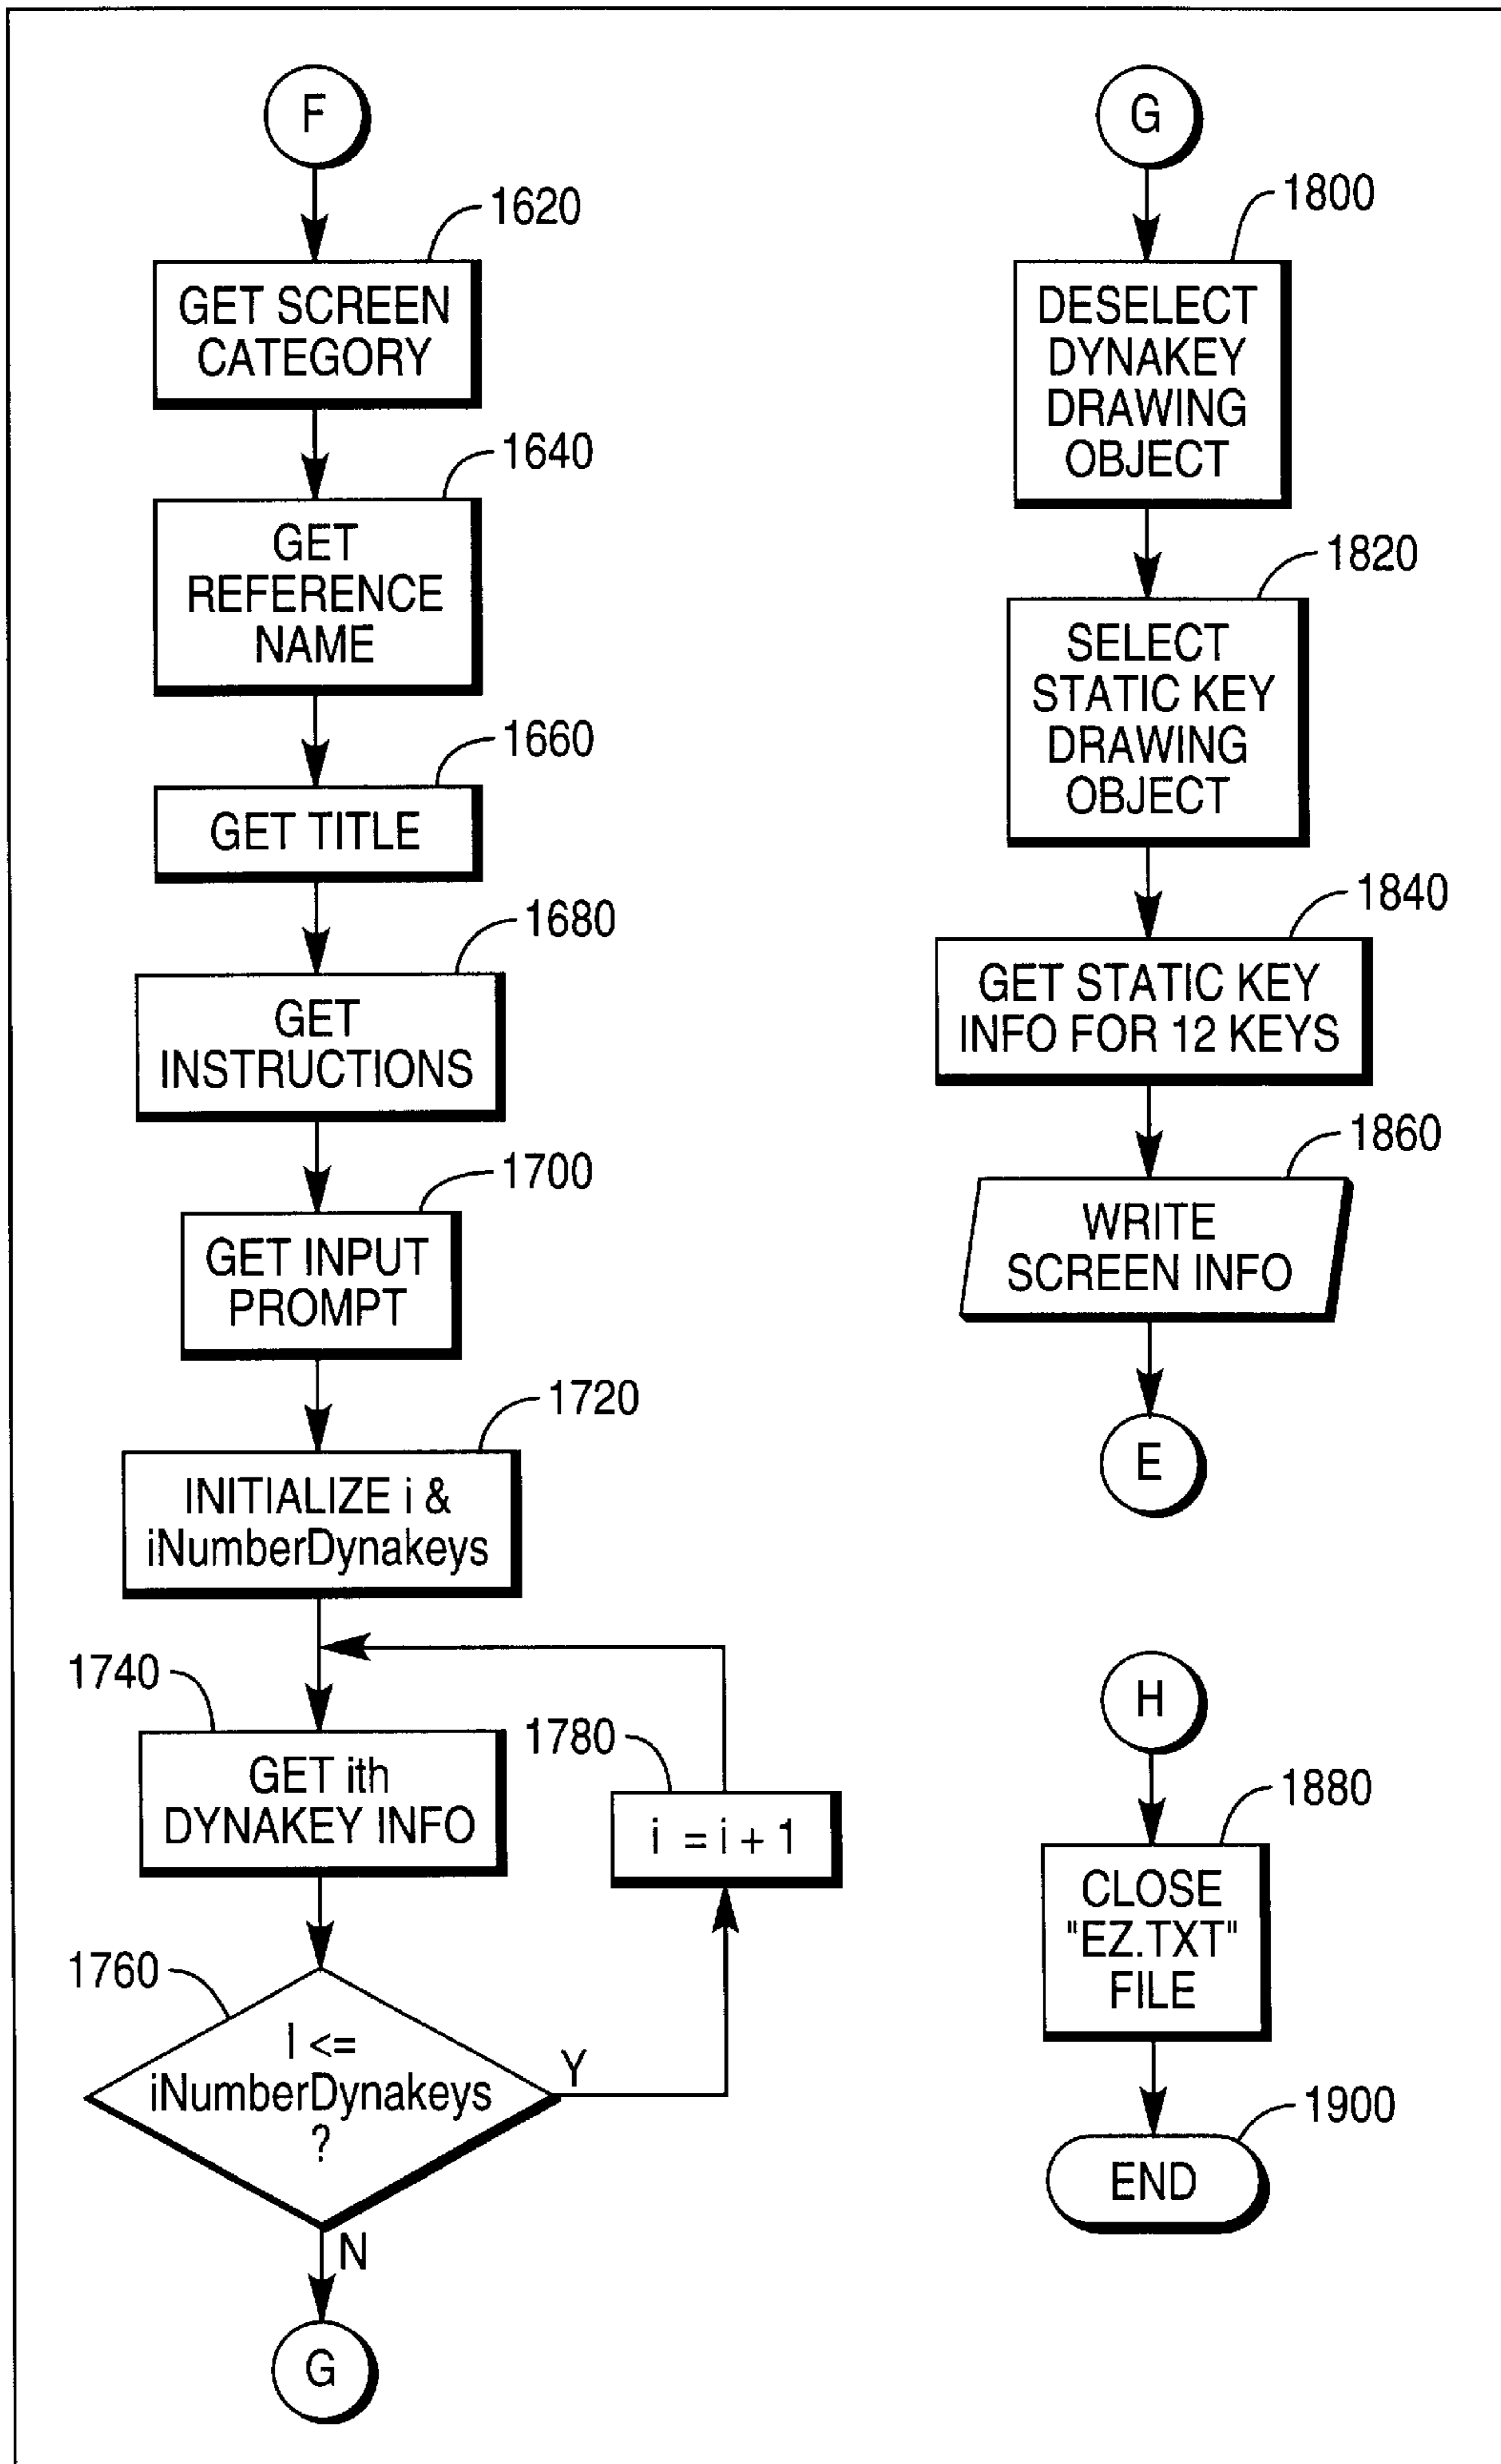 F
1620
GET SCREEN
CATEGORY
1640
GET
REFERENCE
NAME
1660
GET TITLE
1680
GET
INSTRUCTIONS
1700
GET INPUT
PROMPT
1720
INITIALIZE i &
iNumberDynakeys
1740
GET ith
DYNAKEY INFO
1780
i = i + 1
1760
I <=
iNumberDynakeys
?
Y
N
G
G
1800
DESELECT
DYNAKEY
DRAWING
OBJECT
1820
SELECT
STATIC KEY
DRAWING
OBJECT
1840
GET STATIC KEY
INFO FOR 12 KEYS
1860
WRITE
SCREEN INFO
E
H
1880
CLOSE
"EZ.TXT"
FILE
1900
END